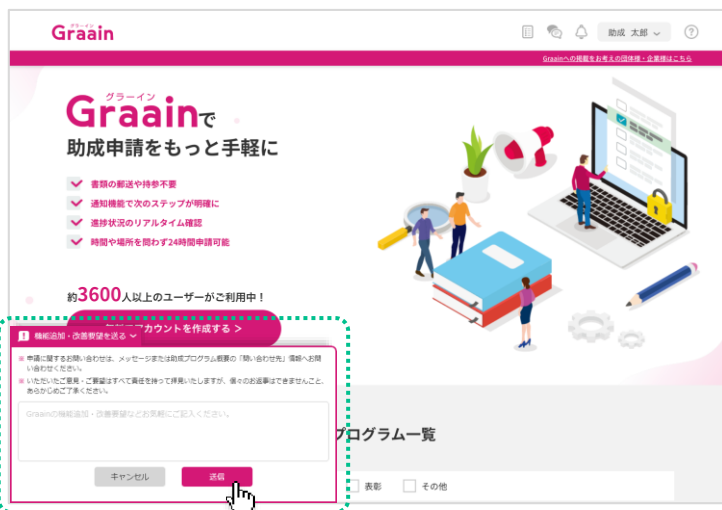 グラーイン
Graain
助成 太郎
?
Graainへの掲載をお考えの団体様・企業様はこちら
グラーイン
Graainで
助成申請をもっと手軽に
書類の郵送や持参不要
通知機能で次のステップが明確に
進捗状況のリアルタイム確認
時間や場所を問わず24時間申請可能
約3600人以上のユーザーがご利用中！
アカウントを作成する >
! 機能追加・改善要望を送る
※ 申請に関するお問い合わせは、メッセージまたは助成プログラム概要の「問い合わせ先」情報へお問
い合わせください。
※ いただいたご意見・ご要望はすべて責任を持って拝見いたしますが、個々のお返事はできませんこと、
あらかじめご了承ください。
Graainの機能追加・改善要望などお気軽にご記入ください。
キャンセル
送信
プログラム一覧
表彰
その他